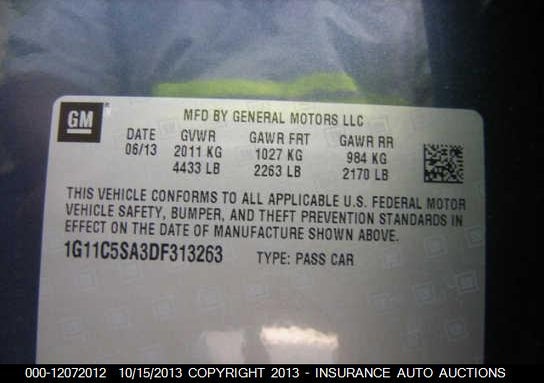 GM
MFD BY GENERAL MOTORS LLC
DATE GVWR GAWR FRT GAWR RR
06/13 2011 KG 1027 KG 984 KG
4433 LB 2263 LB 2170 LB
THIS VEHICLE CONFORMS TO ALL APPLICABLE U.S. FEDERAL MOTOR
VEHICLE SAFETY, BUMPER, AND THEFT PREVENTION STANDARDS IN
EFFECT ON THE DATE OF MANUFACTURE SHOWN ABOVE.
1G11C5SA3DF313263 TYPE: PASS CAR
000-12072012 10/15/2013 COPYRIGHT 2013 - INSURANCE AUTO AUCTIONS